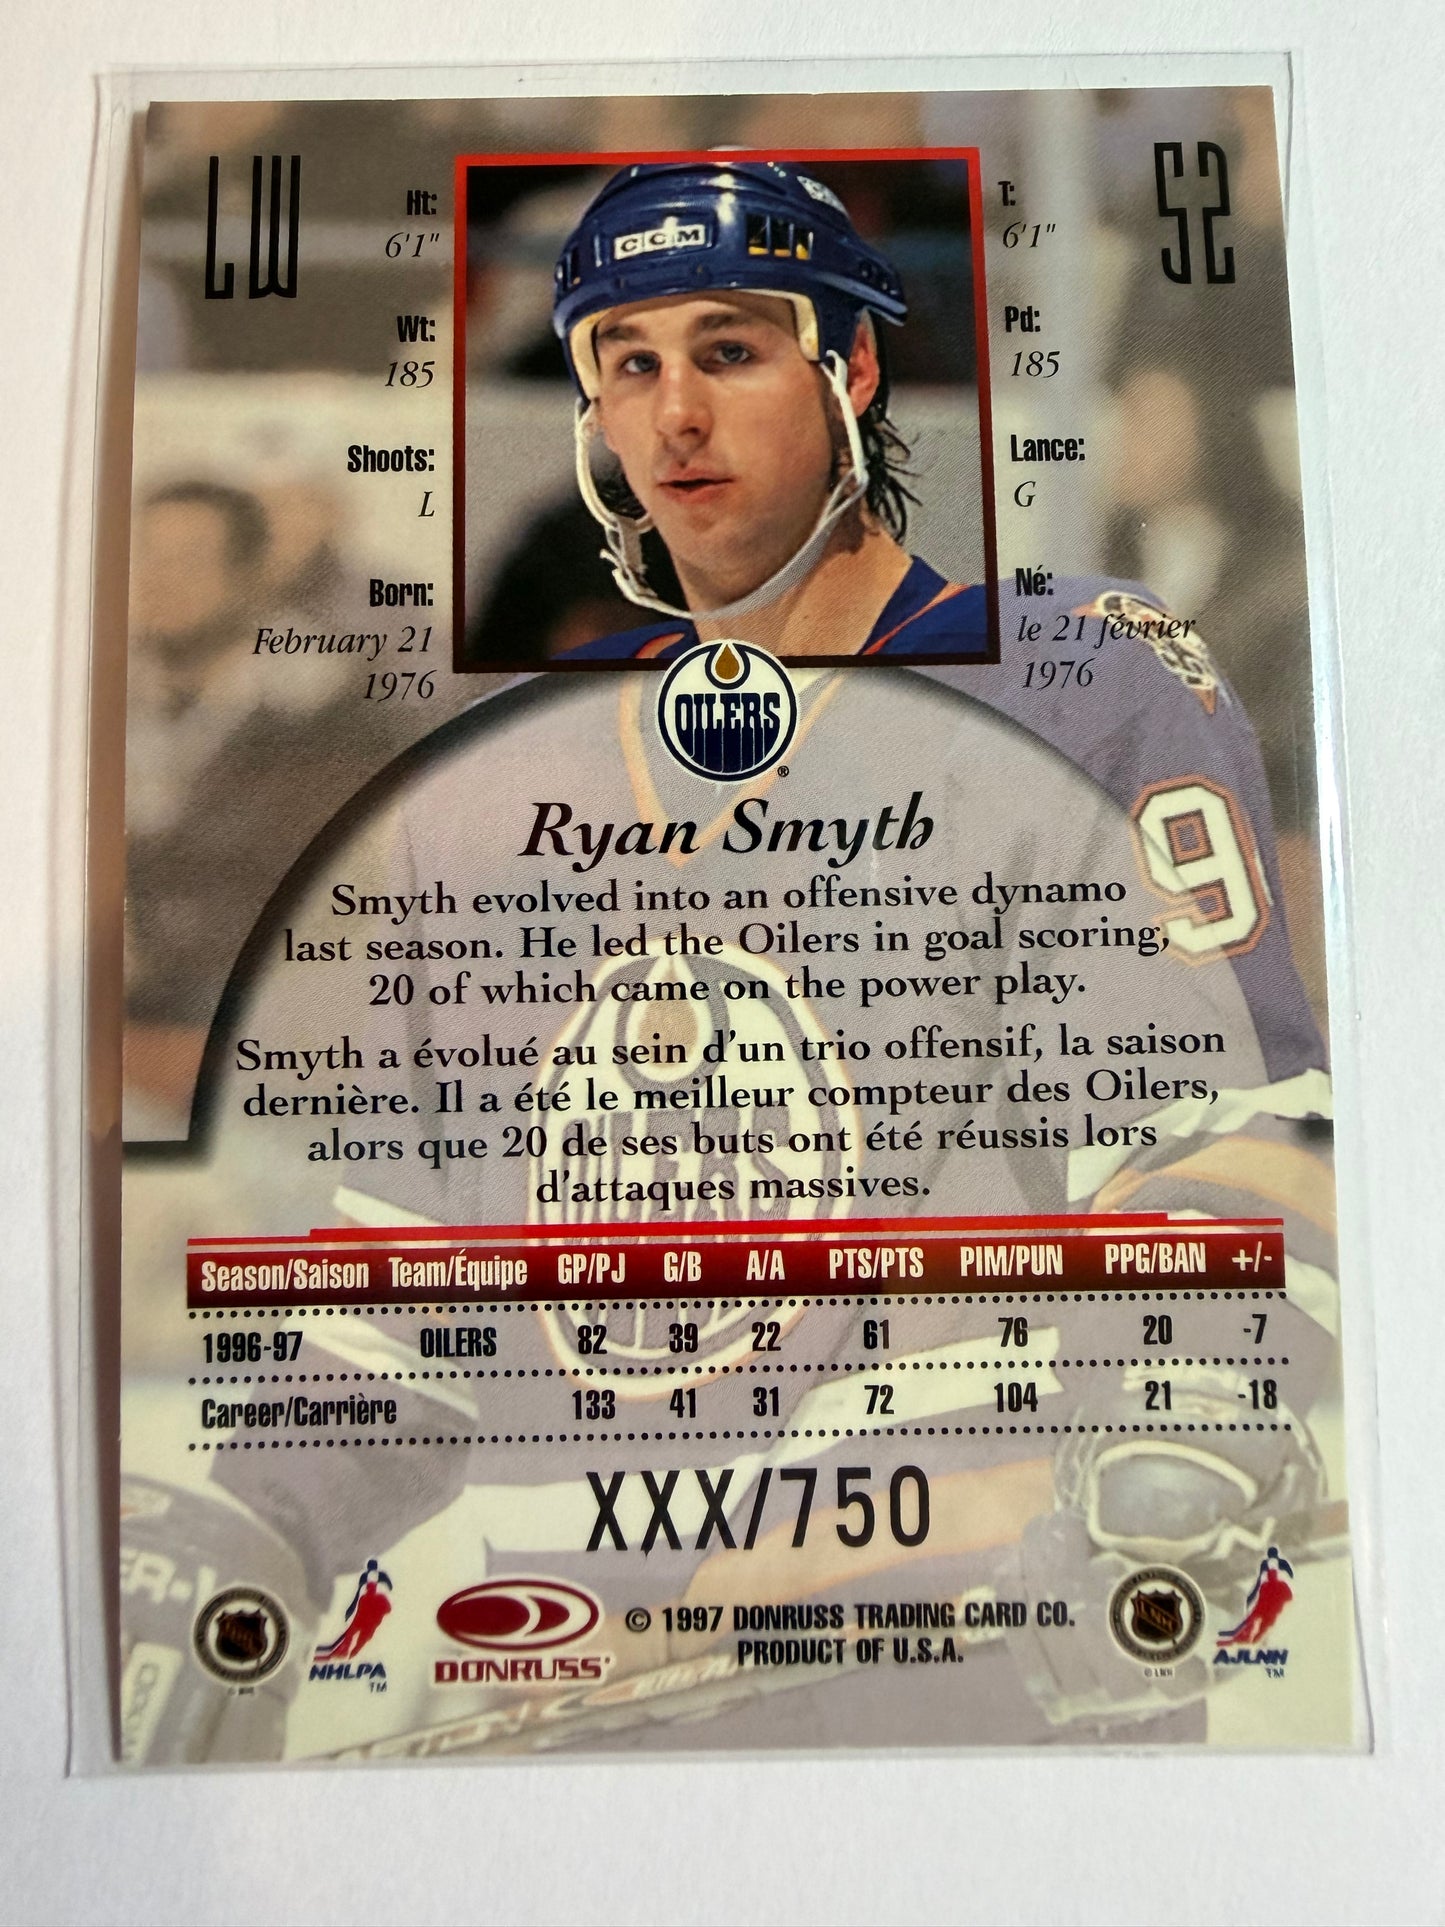 LW
52
Ht:
6'1"
Wt:
185
Shoots:
L
Born:
February 21
1976
CCM
T:
6'1"
Pd:
185
Lance:
G
Né:
le 21 février
1976
OILERS
®
9
Ryan Smyth
Smyth evolved into an offensive dynamo
last season. He led the Oilers in goal scoring,
20 of which came on the power play.
Smyth a évolué au sein d'un trio offensif, la saison
dernière. Il a été le meilleur compteur des Oilers,
alors que 20 de ses buts ont été réussis lors
d'attaques massives.
OILERS
Season/Saison Team/Équipe GP/PJ G/B A/A PTS/PTS PIM/PUN PPG/BAN +/-
1996-97 OILERS 82 39 22 61 76 20 -7
Career/Carrière 133 41 31 72 104 21 -18
XXX/750
NHLPA
TM
DONRUSS
© 1997 DONRUSS TRADING CARD CO.
PRODUCT OF U.S.A.
AJLNH
TM